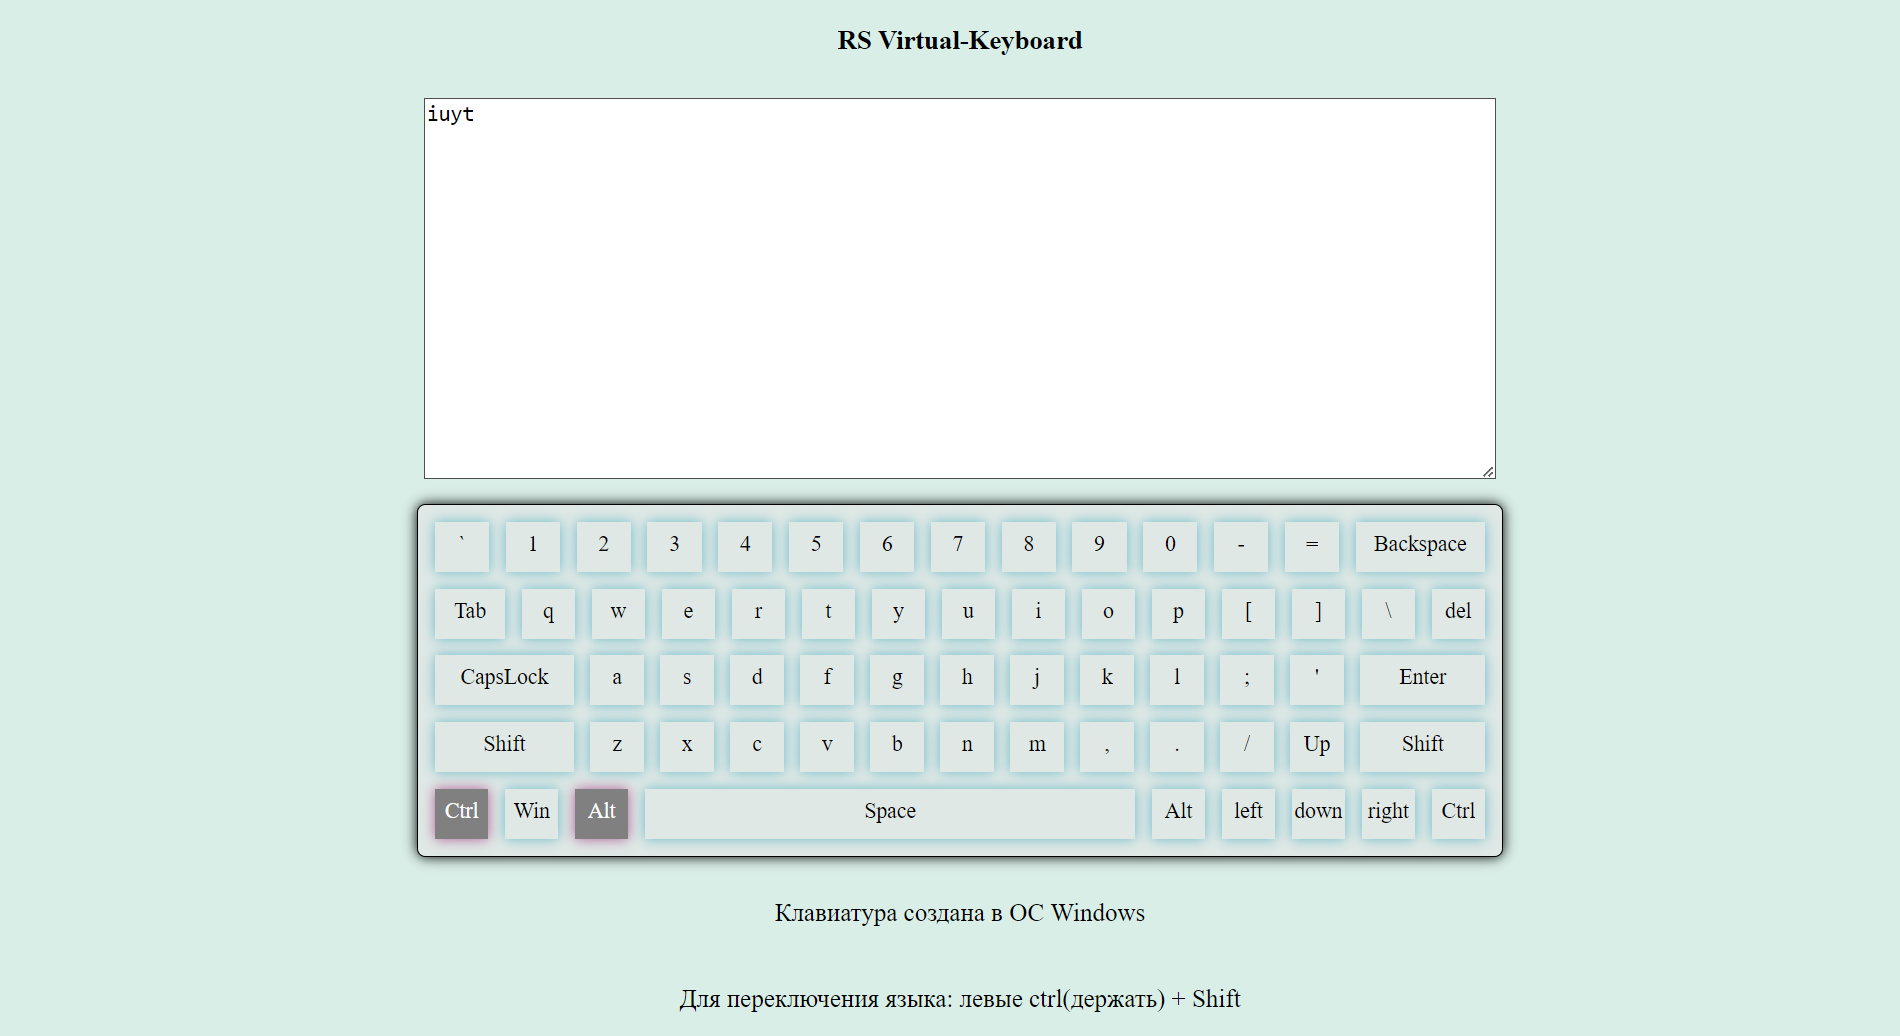 RS Virtual-Keyboard
iuyt
` 1 2 3 4 5 6 7 8 9 0 - = Backspace
Tab q w e r t y u i o p [ ] \ del
CapsLock a s d f g h j k l ; ' Enter
Shift z x c v b n m , . / Up Shift
Ctrl Win Alt Space Alt left down right Ctrl
Клавиатура создана в ОС Windows
Для переключения языка: левые ctrl(держать) + Shift